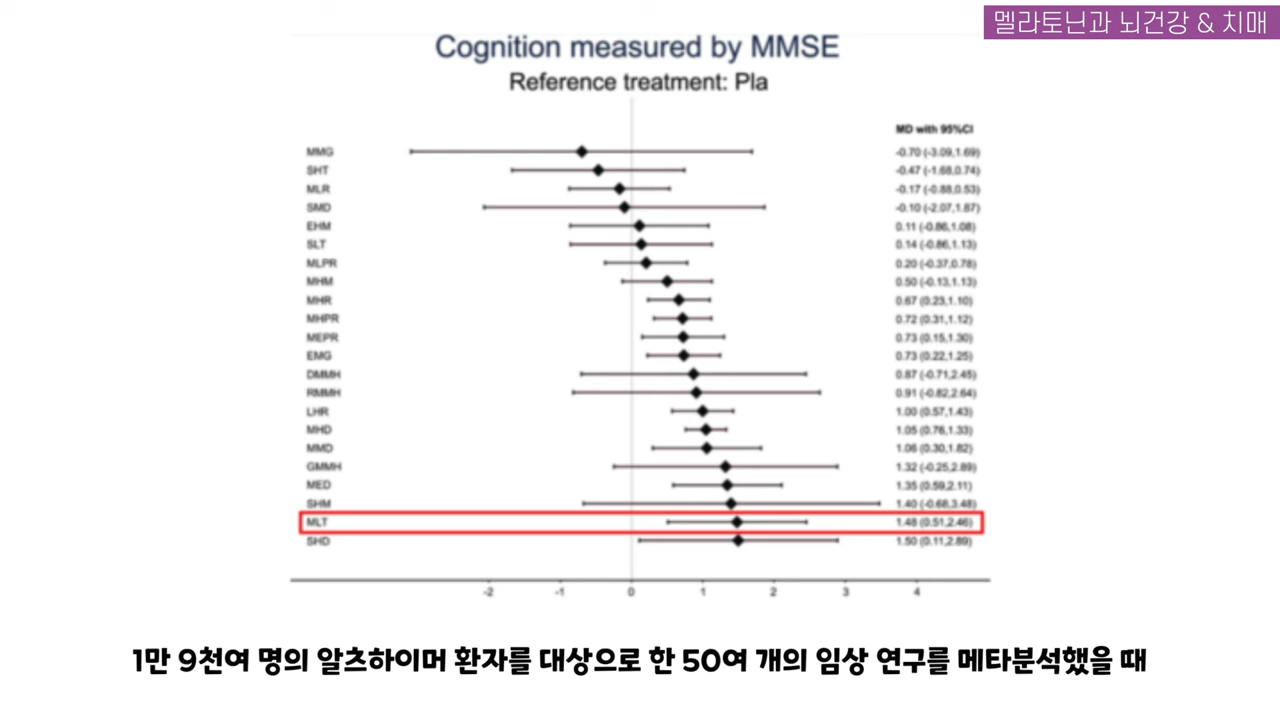 멜라토닌과 뇌건강 & 치매
Cognition measured by MMSE
Reference treatment: Pla
MD with 95%CI
MMG -0.70 (-3.09,1.69)
SHT -0.47 (-1.68,0.74)
MLR -0.17 (-0.88,0.53)
SMD -0.10 (-2.07,1.87)
EHM 0.11 (-0.86,1.08)
SLT 0.14 (-0.86,1.13)
MLPR 0.20 (-0.37,0.78)
MHM 0.50 (-0.13,1.13)
MHR 0.67 (0.23,1.10)
MHPR 0.72 (0.31,1.12)
MEPR 0.73 (0.15,1.30)
EMG 0.73 (0.22,1.25)
DMMH 0.87 (-0.71,2.45)
RMMH 0.91 (-0.82,2.64)
LHR 1.00 (0.57,1.43)
MHD 1.05 (0.76,1.33)
MMD 1.06 (0.30,1.82)
GMMH 1.32 (-0.25,2.89)
MED 1.35 (0.59,2.11)
SHM 1.40 (-0.68,3.48)
MLT 1.48 (0.51,2.46)
SHD 1.50 (0.11,2.89)
-2 -1 0 1 2 3 4
1만 9천여 명의 알츠하이머 환자를 대상으로 한 50여 개의 임상 연구를 메타분석했을 때